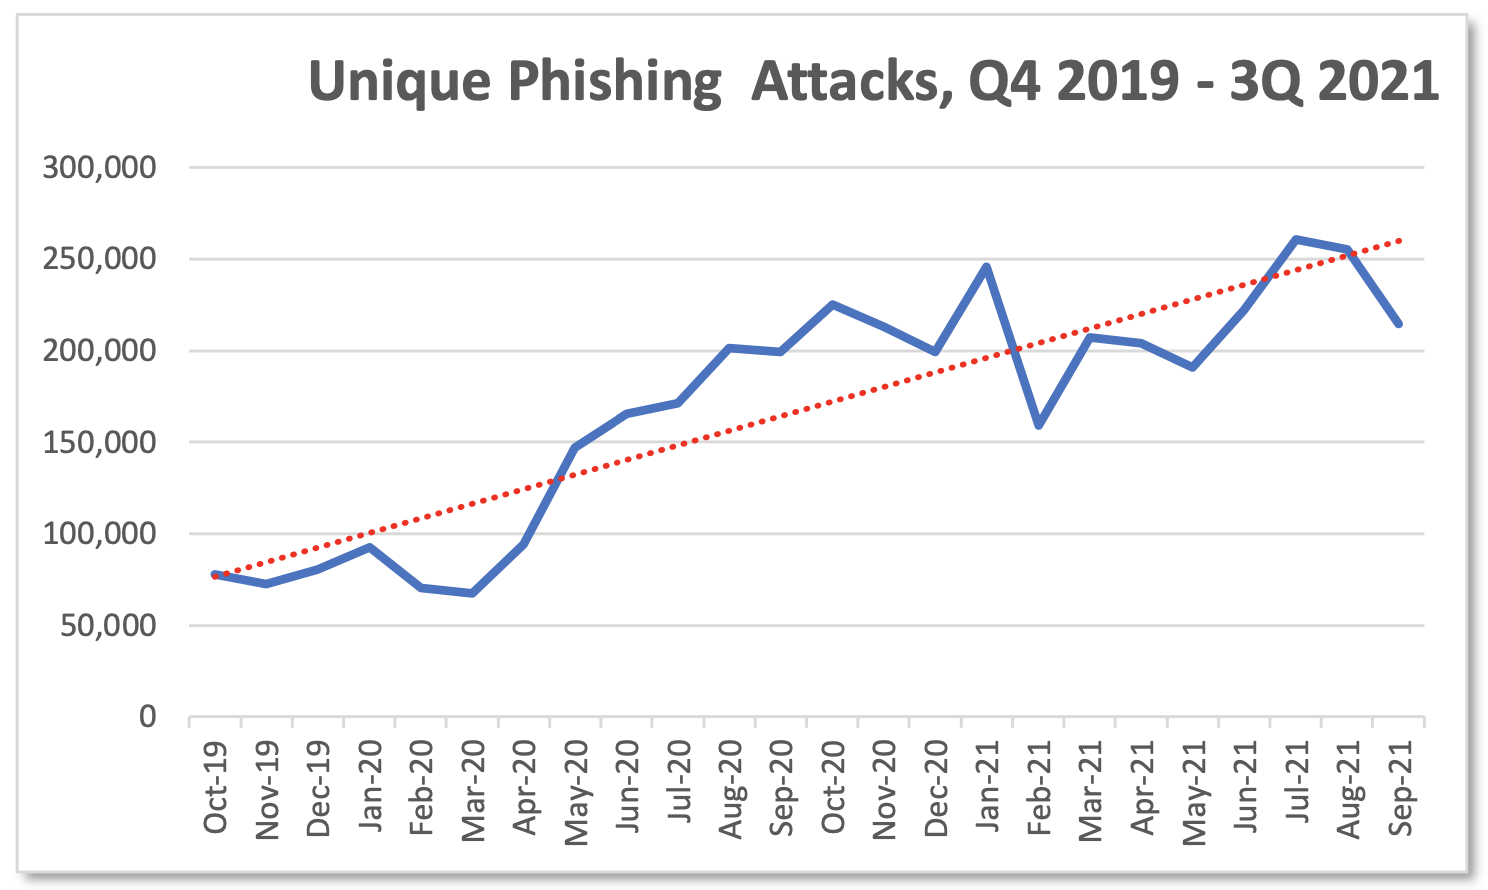 Unique Phishing  Attacks, Q4 2019 - 3Q 2021
300,000
250,000
200,000
150,000
100,000
50,000
0
Oct-19
Nov-19
Dec-19
Jan-20
Feb-20
Mar-20
Apr-20
May-20
Jun-20
Jul-20
Aug-20
Sep-20
Oct-20
Nov-20
Dec-20
Jan-21
Feb-21
Mar-21
Apr-21
May-21
Jun-21
Jul-21
Aug-21
Sep-21